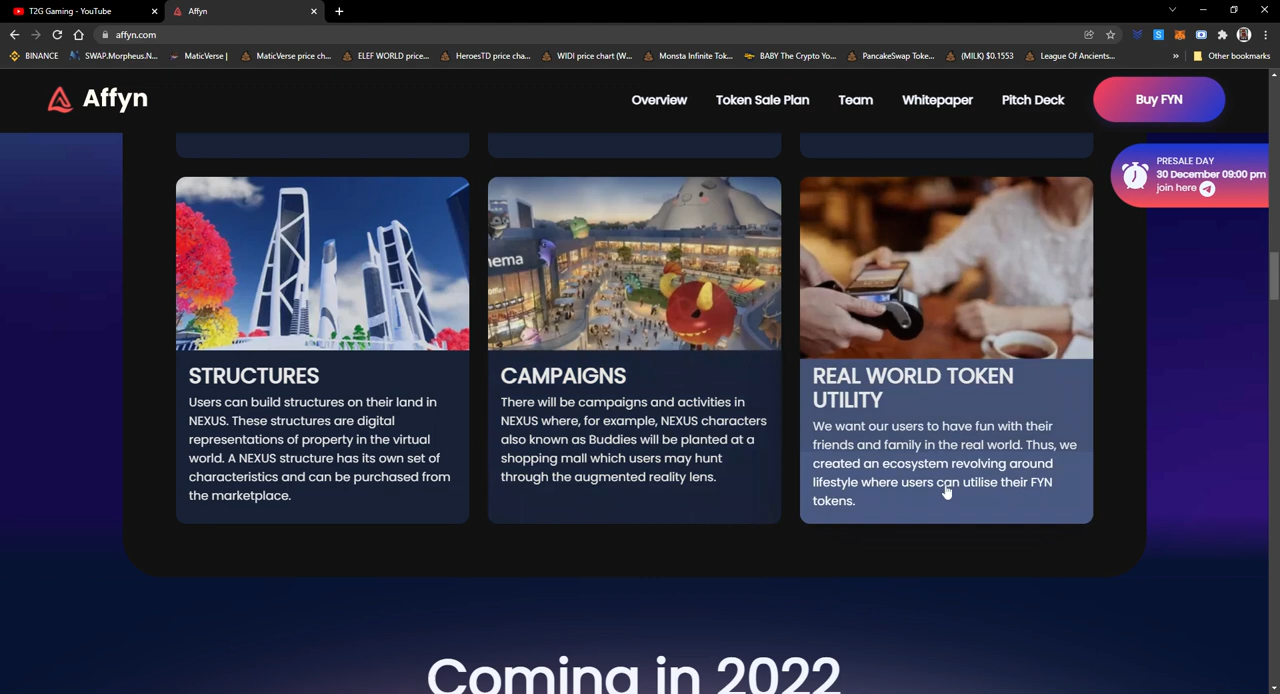 T2G Gaming - YouTube
Affyn
affyn.com
BINANCE
SWAP.Morpheus.N...
MaticVerse |
MaticVerse price ch...
ELEF WORLD price...
HeroesTD price cha...
WIDI price chart (W...
Monsta Infinite Tok...
BABY The Crypto Yo...
PancakeSwap Toke...
(MILK) $0.1553
League Of Ancients...
»
Other bookmarks
Affyn
Overview
Token Sale Plan
Team
Whitepaper
Pitch Deck
Buy FYN
PRESALE DAY
30 December 09:00 pm
join here
nema
STRUCTURES
Users can build structures on their land in
NEXUS. These structures are digital
representations of property in the virtual
world. A NEXUS structure has its own set of
characteristics and can be purchased from
the marketplace.
CAMPAIGNS
There will be campaigns and activities in
NEXUS where, for example, NEXUS characters
also known as Buddies will be planted at a
shopping mall which users may hunt
through the augmented reality lens.
REAL WORLD TOKEN
UTILITY
We want our users to have fun with their
friends and family in the real world. Thus, we
created an ecosystem revolving around
lifestyle where users can utilise their FYN
tokens.
Coming in 2022